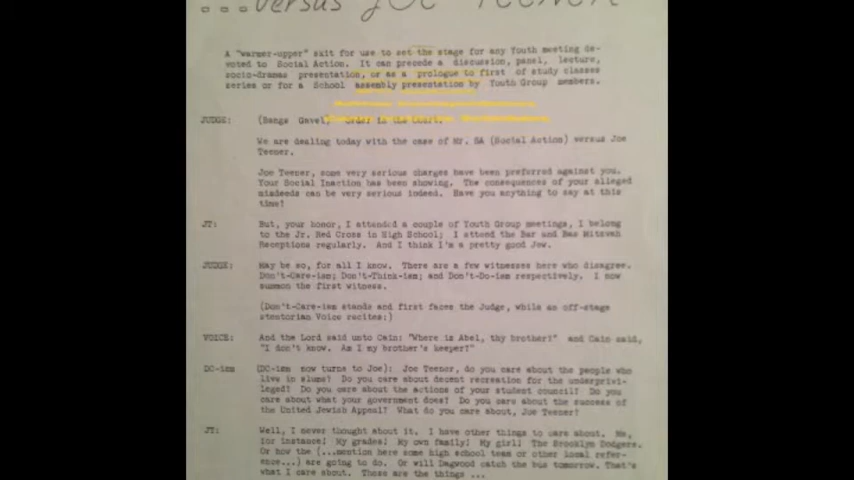 ...versus JOE TEENER
A "warmer-upper" skit for use to set the stage for any Youth meeting de-
voted to Social Action. It can precede a discussion, panel, lecture,
socio-dramas presentation, or as a prologue to first of study classes
series or for a School assembly presentation by Youth Group members.
JUDGE: (Bangs Gavel) Order in the Court.
We are dealing today with the case of Mr. SA (Social Action) versus Joe
Teener.
Joe Teener, some very serious charges have been preferred against you.
Your Social Inaction has been showing. The consequences of your alleged
misdeeds can be very serious indeed. Have you anything to say at this
time?
JT: But, your honor, I attended a couple of Youth Group meetings, I belong
to the Jr. Red Cross in High School; I attend the Bar and Bas Mitzvah
Receptions regularly. And I think I'm a pretty good Jew.
JUDGE: May be so, for all I know. There are a few witnesses here who disagree.
Don't-Care-ism; Don't-Think-ism; and Don't-Do-ism respectively. I now
summon the first witness.
(Don't-Care-ism stands and first faces the Judge, while an off-stage
stentorian Voice recites:)
VOICE: And the Lord said unto Cain: "Where is Abel, thy brother?" and Cain said,
"I don't know. Am I my brother's keeper?"
DC-ism (DC-ism now turns to Joe): Joe Teener, do you care about the people who
live in slums? Do you care about decent recreation for the underprivi-
leged? Do you care about the actions of your student council? Do you
care about what your government does? Do you care about the success of
the United Jewish Appeal? What do you care about, Joe Teener?
JT: Well, I never thought about it. I have other things to care about. Me,
for instance! My grades! My own family! My girl! The Brooklyn Dodgers.
Or how the (...mention here some high school team or other local refer-
ence...) are going to do. Or will Dagwood catch the bus tomorrow. That's
what I care about. Those are the things ...